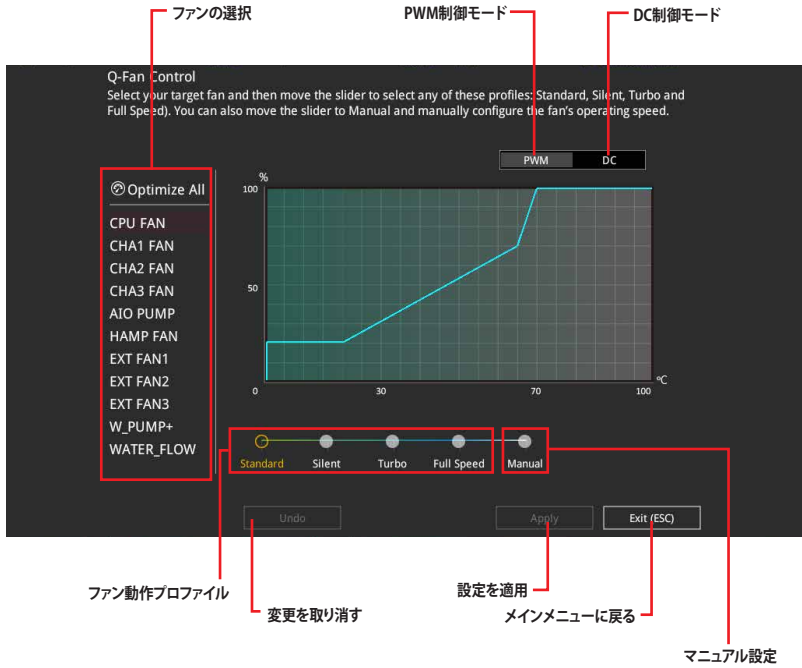 ファンの選択
PWM制御モード
DC制御モード
Q-Fan Control
Select your target fan and then move the slider to select any of these profiles: Standard, Silent, Turbo and
Full Speed). You can also move the slider to Manual and manually configure the fan's operating speed.
PWM
DC
Optimize All
CPU FAN
CHA1 FAN
CHA2 FAN
CHA3 FAN
AIO PUMP
HAMP FAN
EXT FAN1
EXT FAN2
EXT FAN3
W_PUMP+
WATER_FLOW
%
100
50
0
30
70
100
ºC
Standard
Silent
Turbo
Full Speed
Manual
Undo
Apply
Exit (ESC)
ファン動作プロファイル
変更を取り消す
設定を適用
メインメニューに戻る
マニュアル設定